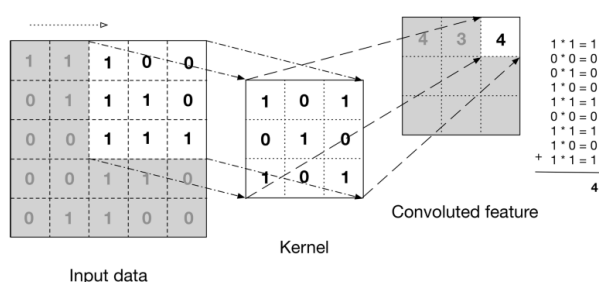 1 1 1 0 0
0 1 1 1 0
0 0 1 1 1
0 0 1 1 0
0 1 1 0 0
Input data
1 0 1
0 1 0
1 0 1
Kernel
4 3 4
Convoluted feature
1 * 1 = 1
0 * 0 = 0
0 * 1 = 0
1 * 0 = 0
1 * 1 = 1
0 * 0 = 0
1 * 1 = 1
1 * 0 = 0
+ 1 * 1 = 1
4